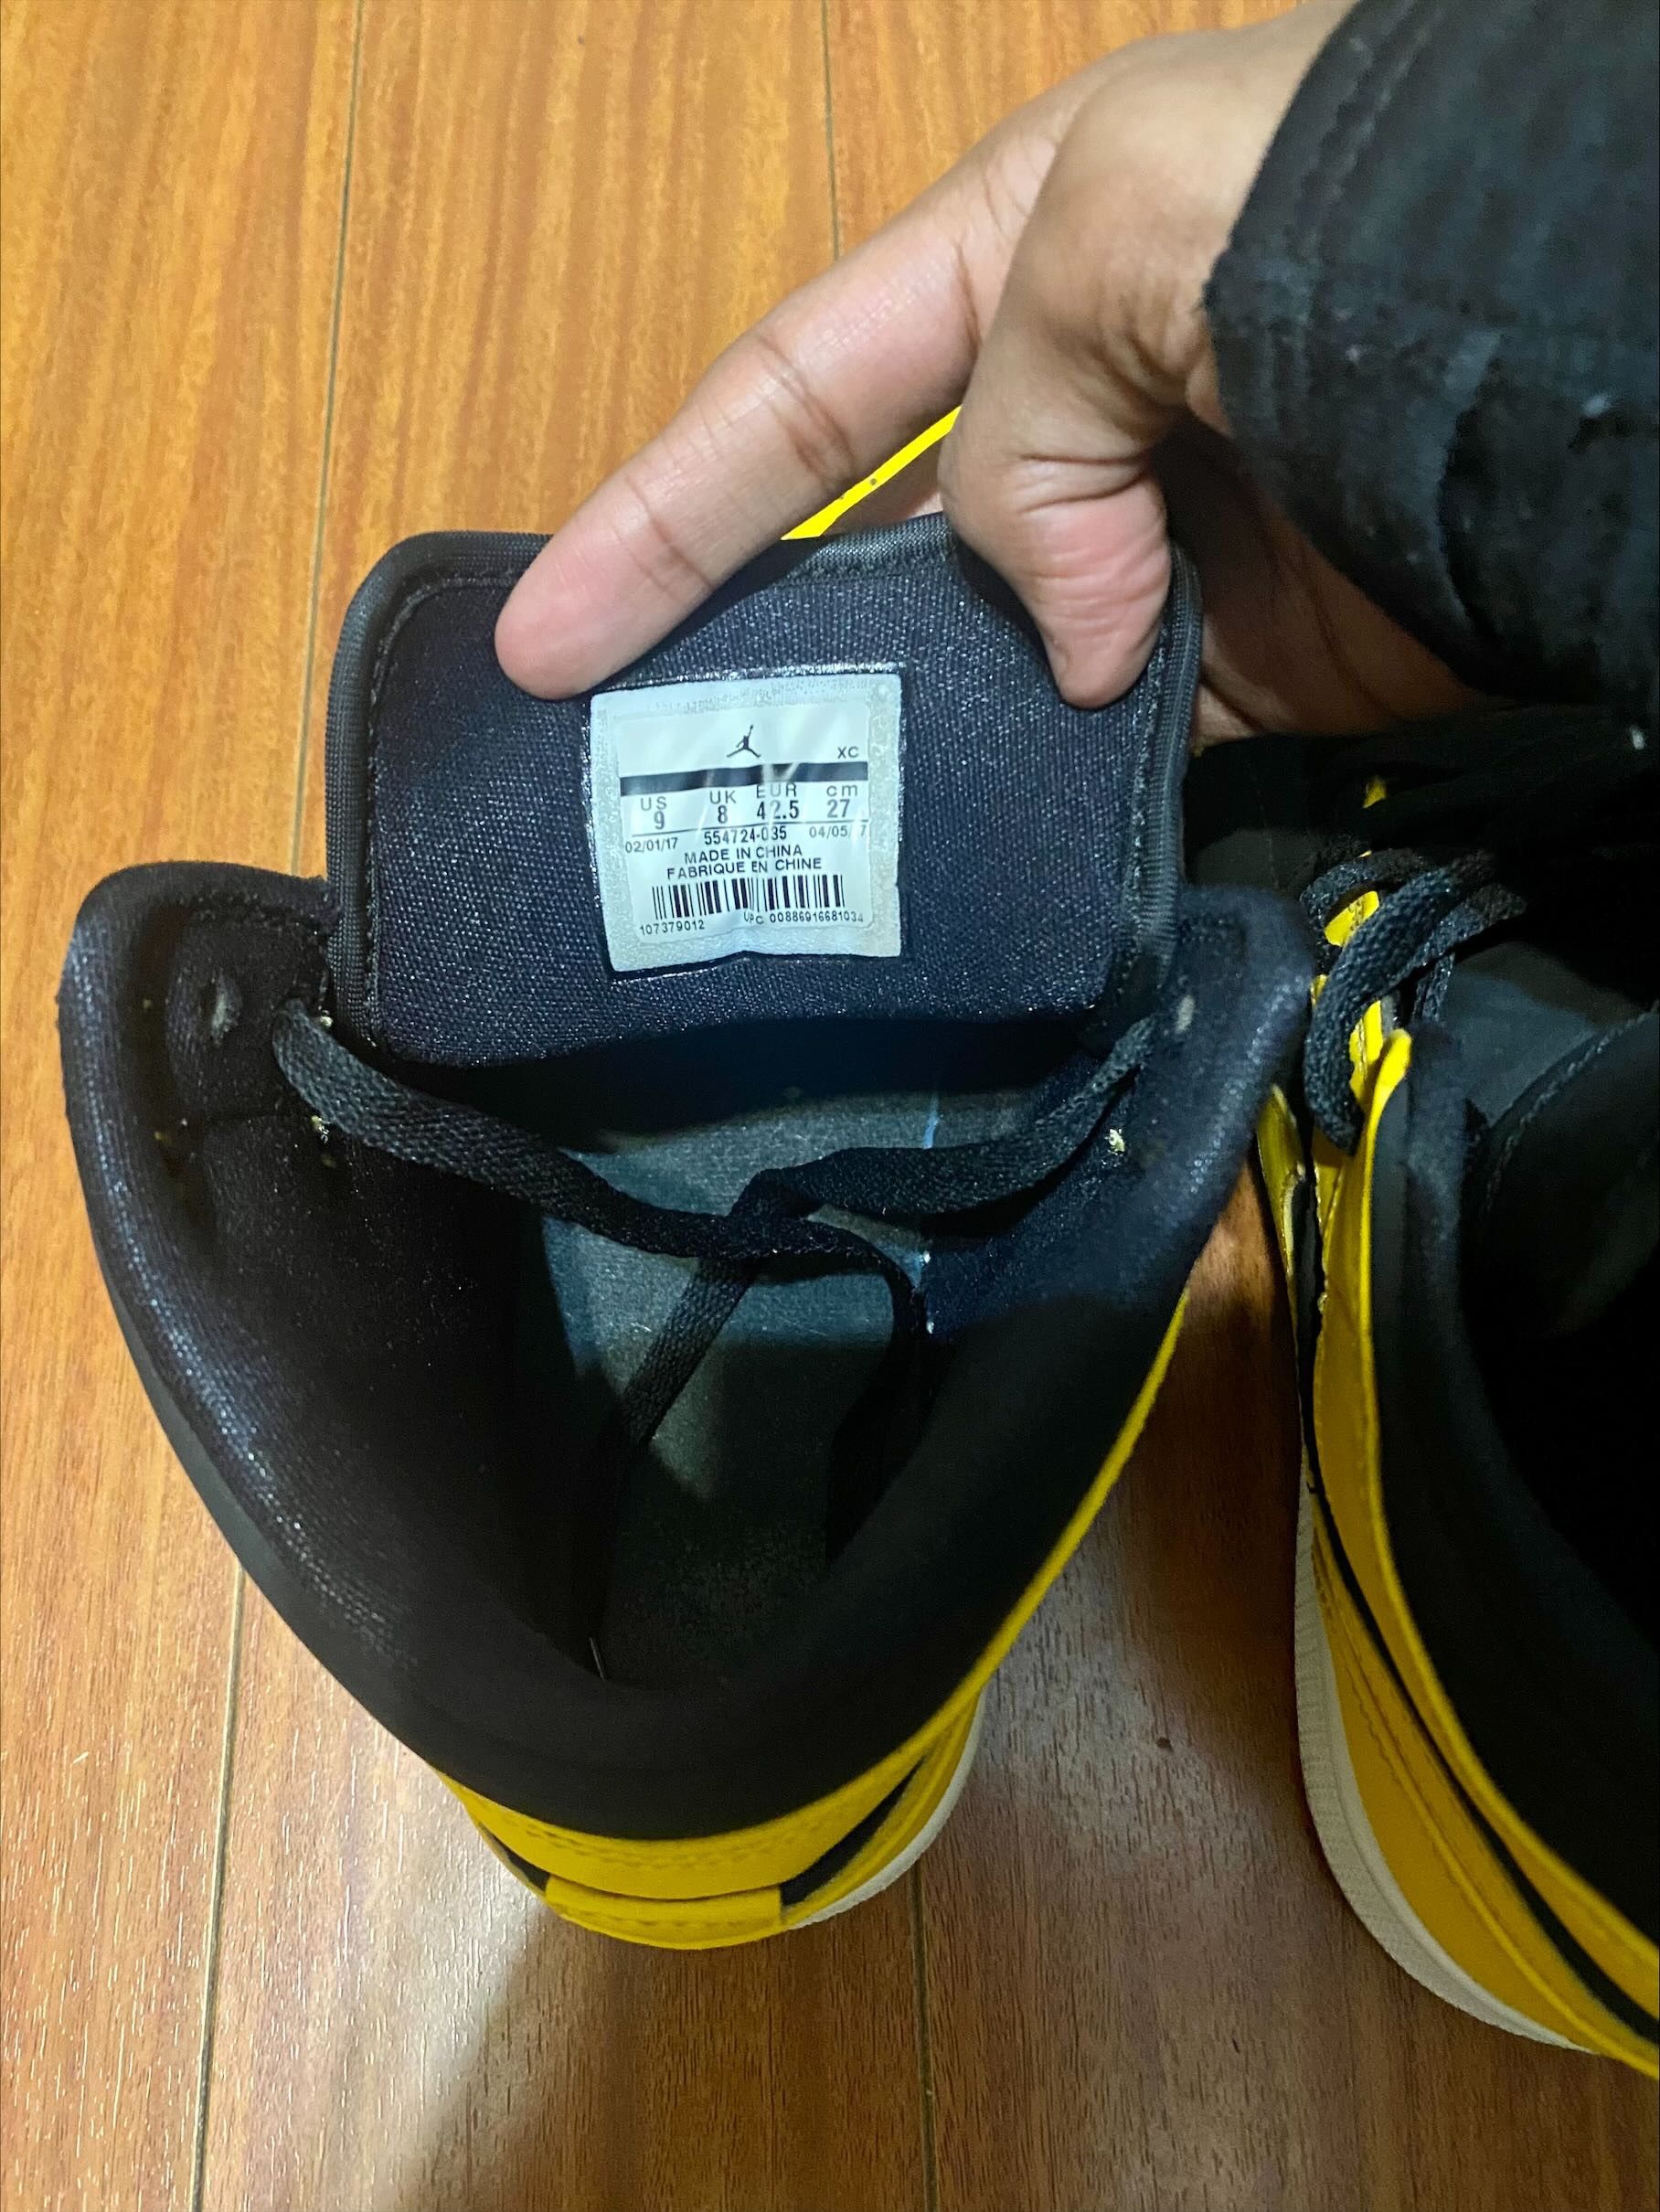 XC
US UK EUR cm
9 8 42.5 27
02/01/17 554724-035 04/05/ 7
MADE IN CHINA
FABRIQUE EN CHINE
107379012 UPC 00886916681034